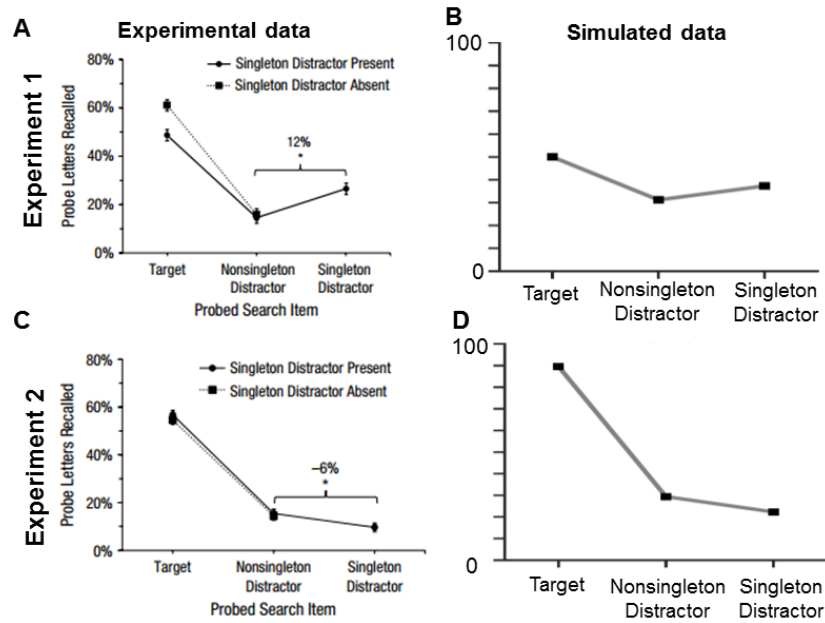 A
Experimental data
Experiment 1
Probe Letters Recalled
80%
60%
40%
20%
0%
Singleton Distractor Present
Singleton Distractor Absent
12%
*
Target
Nonsingleton
Distractor
Singleton
Distractor
Probed Search Item
B
Simulated data
100
0
Target
Nonsingleton
Distractor
Singleton
Distractor
C
Experiment 2
Probe Letters Recalled
80%
60%
40%
20%
0%
Singleton Distractor Present
Singleton Distractor Absent
–6%
*
Target
Nonsingleton
Distractor
Singleton
Distractor
Probed Search Item
D
100
0
Target
Nonsingleton
Distractor
Singleton
Distractor